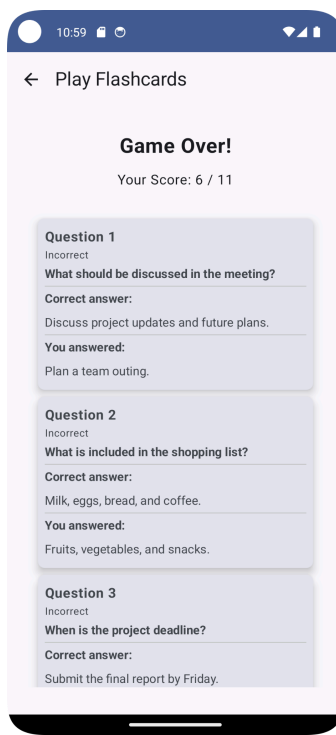 10:59
Play Flashcards
Game Over!
Your Score: 6 / 11
Question 1
Incorrect
What should be discussed in the meeting?
Correct answer:
Discuss project updates and future plans.
You answered:
Plan a team outing.
Question 2
Incorrect
What is included in the shopping list?
Correct answer:
Milk, eggs, bread, and coffee.
You answered:
Fruits, vegetables, and snacks.
Question 3
Incorrect
When is the project deadline?
Correct answer:
Submit the final report by Friday.